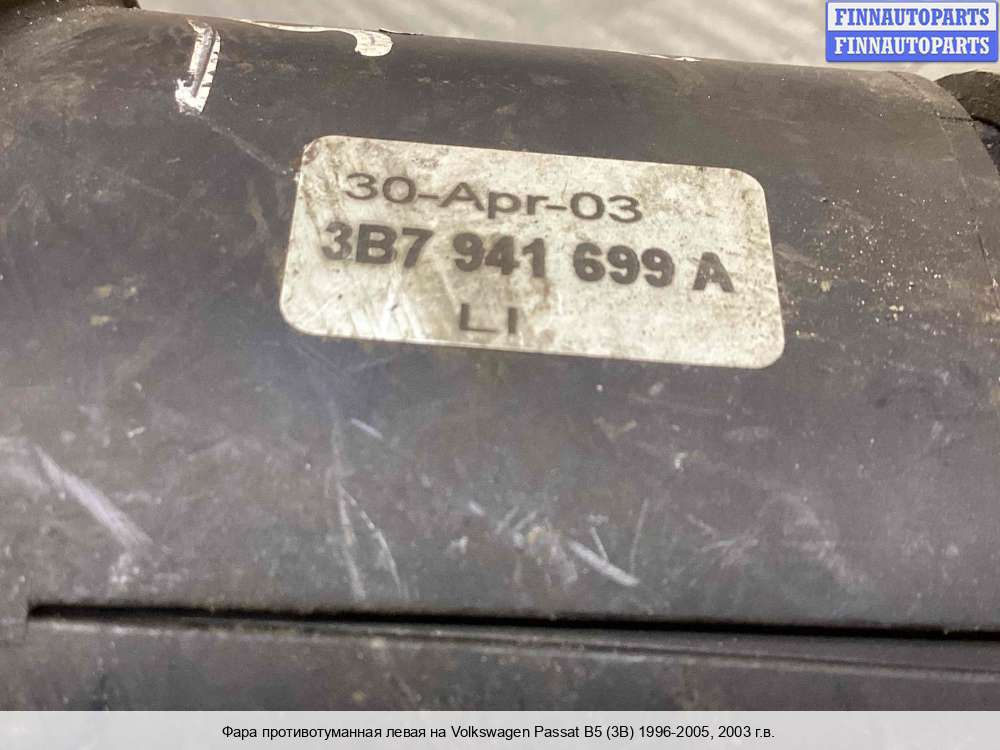 FINNAUTOPARTS
FINNAUTOPARTS
30-Apr-03
3B7 941 699 A
LI
Фара противотуманная левая на Volkswagen Passat B5 (3B) 1996-2005, 2003 г.в.